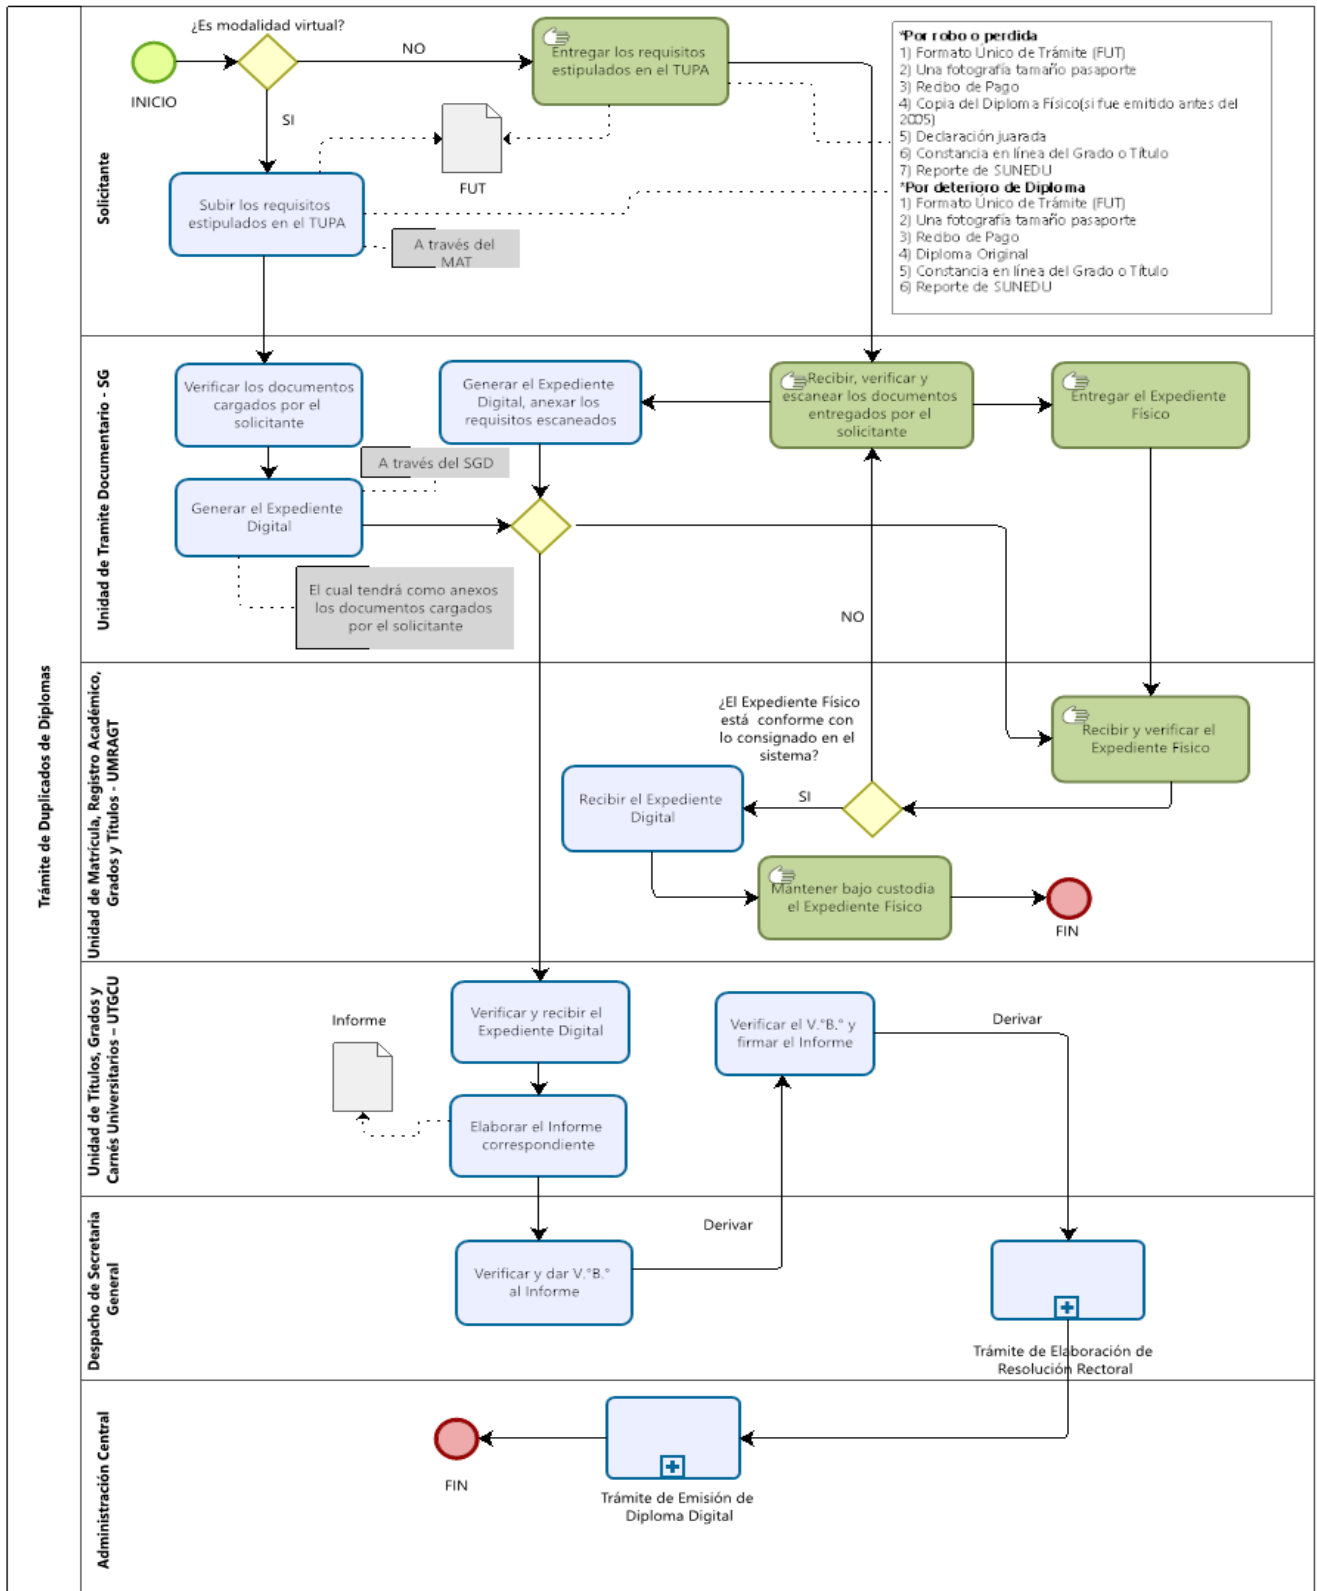 Trámite de Duplicados de Diplomas
Solicitante
¿Es modalidad virtual?
INICIO
NO
SI
Entregar los requisitos
estipulados en el TUPA
FUT
Subir los requisitos
estipulados en el TUPA
A través del
MAT
*Por robo o perdida
1) Formato Único de Trámite (FUT)
2) Una fotografía tamaño pasaporte
3) Recibo de Pago
4) Copia del Diploma Físico(si fue emitido antes del
2005)
5) Declaración juarada
6) Constancia en línea del Grado o Título
7) Reporte de SUNEDU
*Por deterioro de Diploma
1) Formato Único de Trámite (FUT)
2) Una fotografía tamaño pasaporte
3) Recibo de Pago
4) Diploma Original
5) Constancia en línea del Grado o Título
6) Reporte de SUNEDU
Unidad de Tramite Documentario - SG
Verificar los documentos
cargados por el
solicitante
Generar el Expediente
Digital, anexar los
requisitos escaneados
Recibir, verificar y
escanear los documentos
entregados por el
solicitante
Entregar el Expediente
Físico
A través del SGD
Generar el Expediente
Digital
El cual tendrá como anexos
los documentos cargados
por el solicitante
NO
Unidad de Matrícula, Registro Académico,
Grados y Títulos - UMRAGT
¿El Expediente Físico
está conforme con
lo consignado en el
sistema?
Recibir y verificar el
Expediente Físico
Recibir el Expediente
Digital
SI
Mantener bajo custodia
el Expediente Físico
FIN
Unidad de Títulos, Grados y
Carnés Universitarios – UTGCU
Informe
Verificar y recibir el
Expediente Digital
Verificar el V.°B.° y
firmar el Informe
Derivar
Elaborar el Informe
correspondiente
Despacho de Secretaria
General
Derivar
Verificar y dar V.°B.°
al Informe
Trámite de Elaboración de
Resolución Rectoral
Administración Central
FIN
Trámite de Emisión de
Diploma Digital